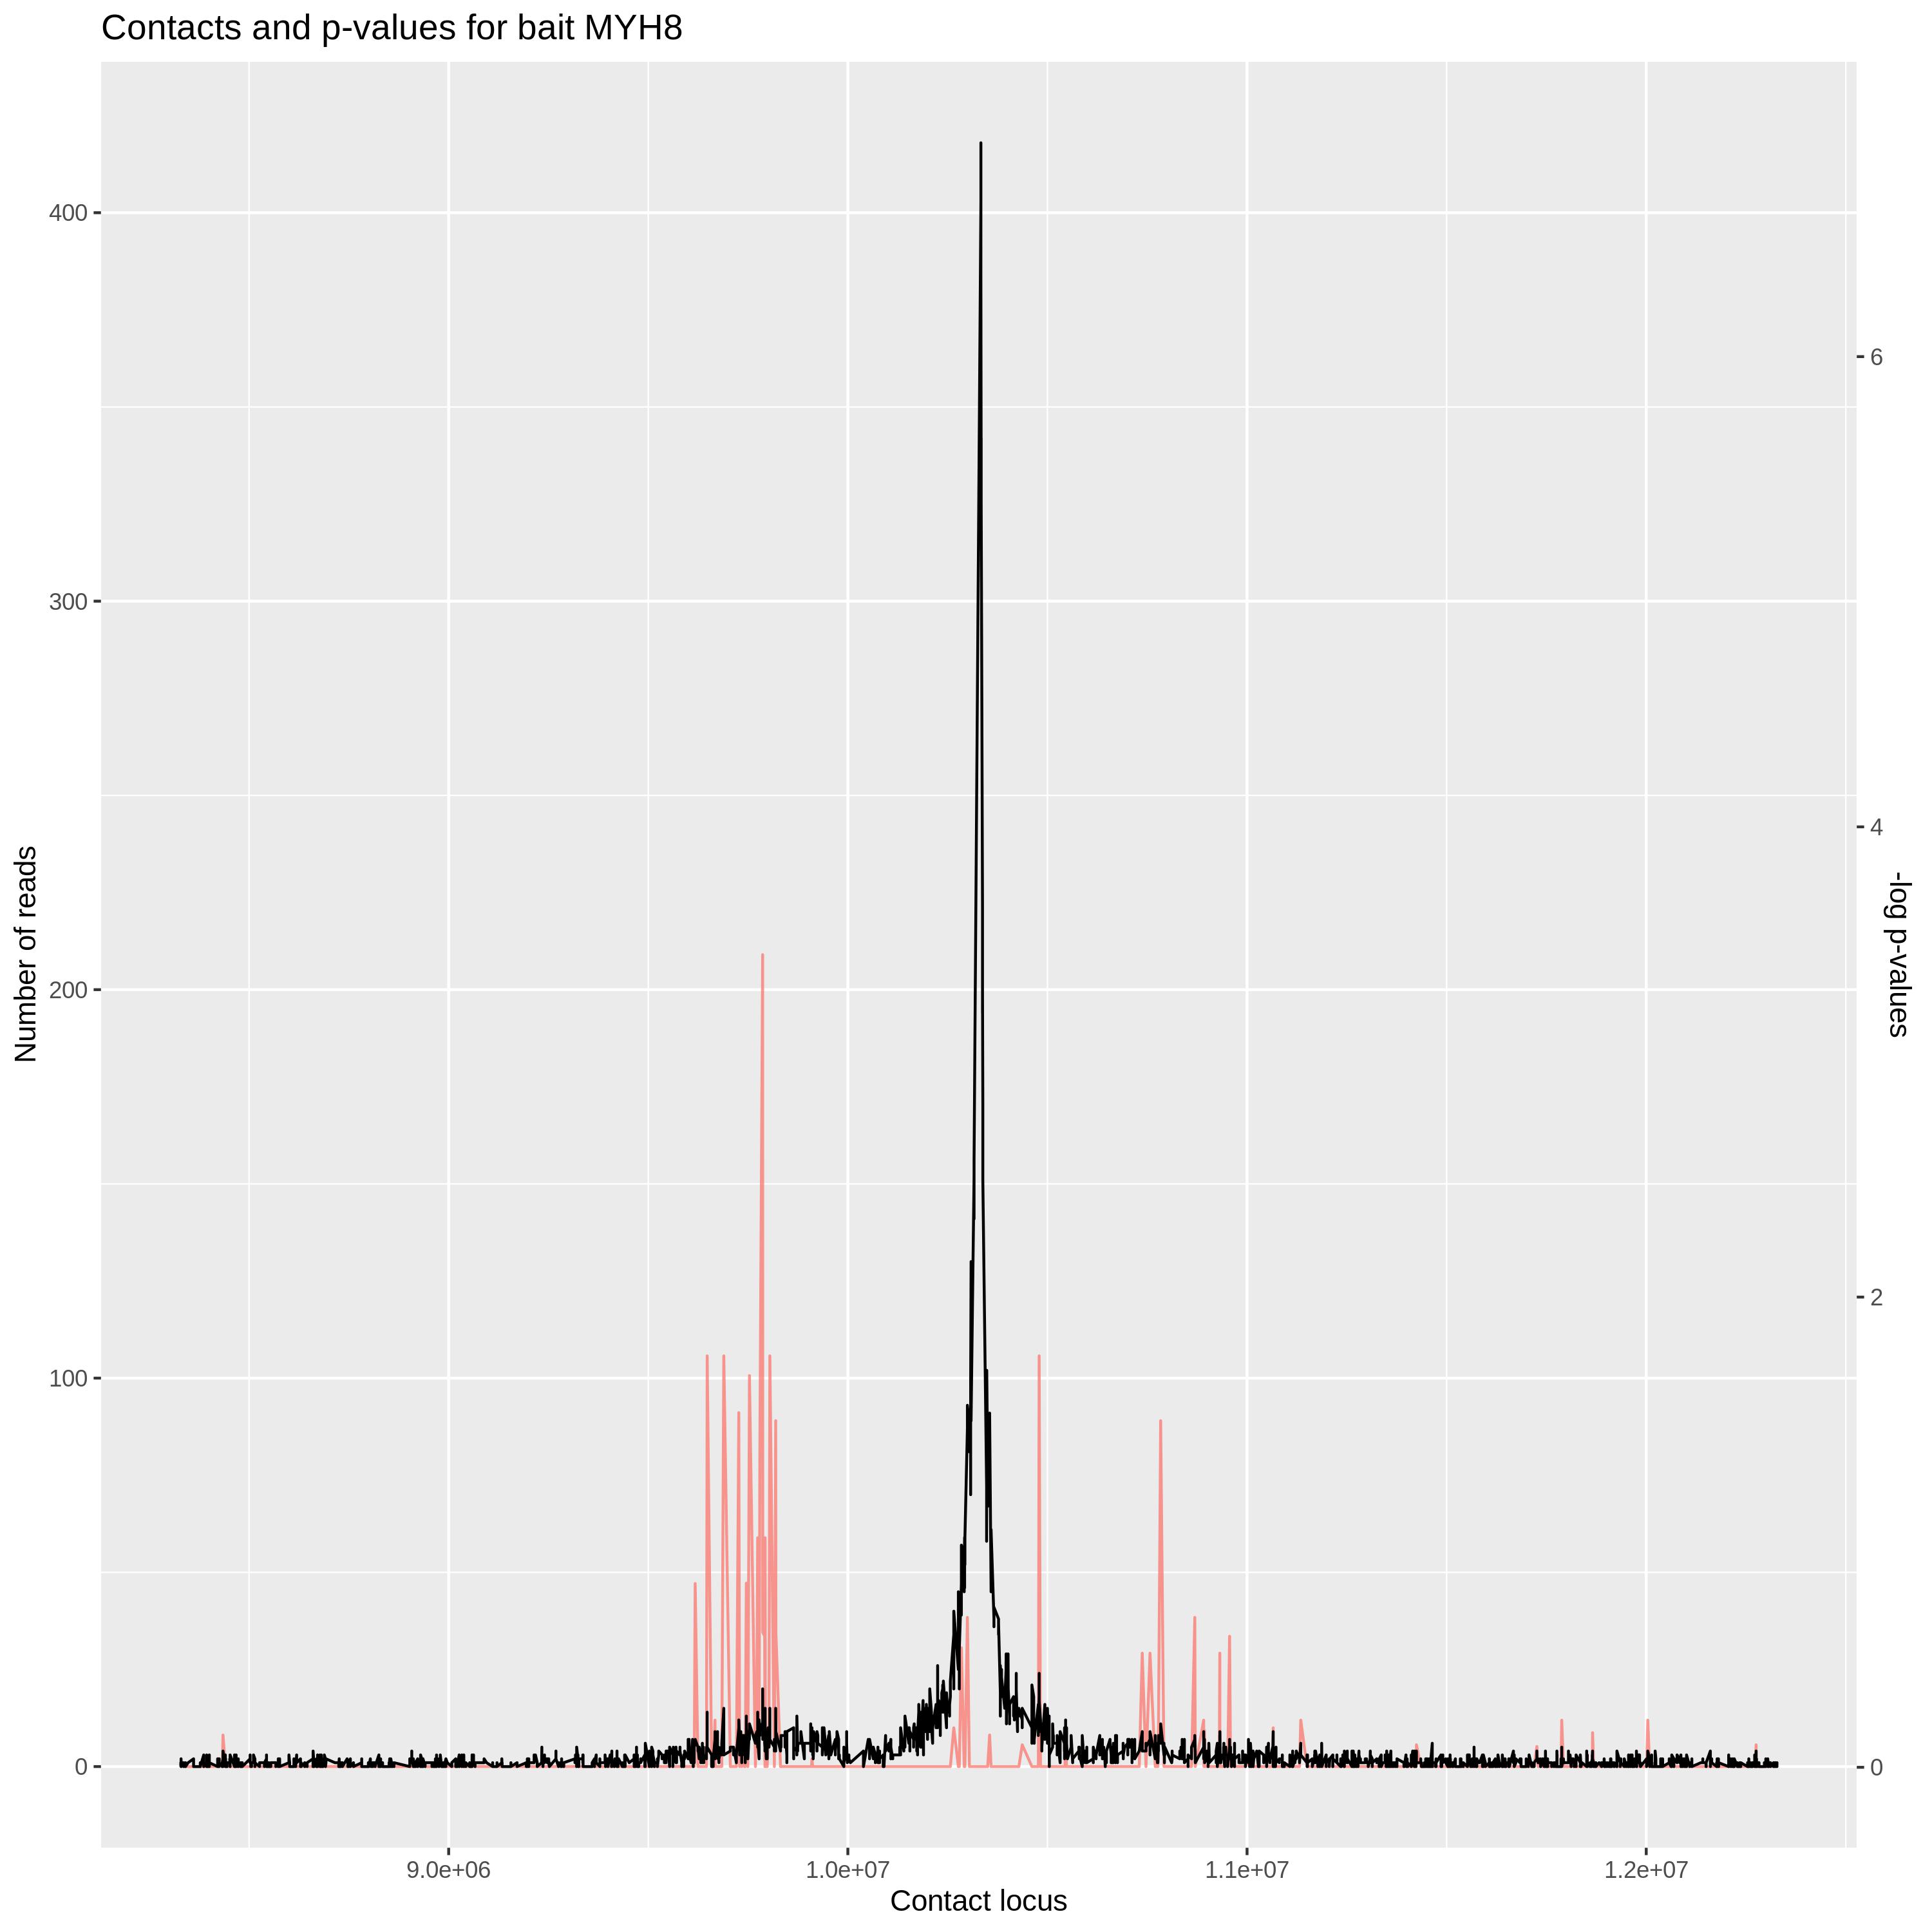 Contacts and p-values for bait MYH8
400
300
200
100
0
Number of reads
6
4
2
0
-log p-values
9.0e+06 1.0e+07 1.1e+07 1.2e+07
Contact locus